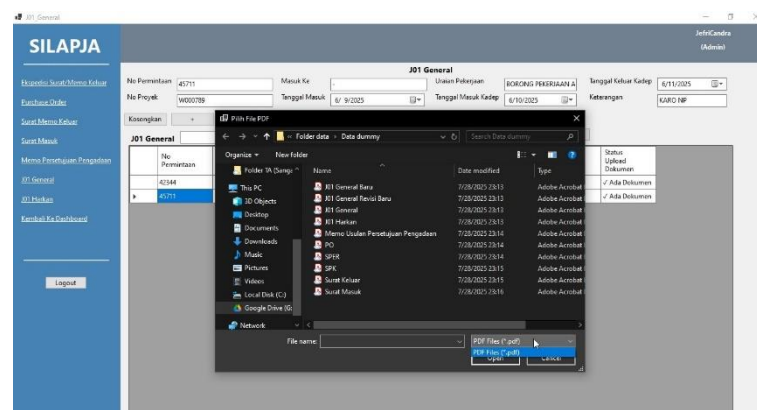 J01_General
SILAPJA
JefriCandra
(Admin)
Ekspedisi Surat/Memo Keluar
Purchase Order
Surat Memo Keluar
Surat Masuk
Memo Persetujuan Pengadaan
J01 General
J01 Harkan
Kembali Ke Dashboard
Logout
J01 General
No Permintaan 45711
Masuk Ke -
Uraian Pekerjaan BORONG PEKERJAAN A
Tanggal Keluar Kadep 6/11/2025
No Proyek W000789
Tanggal Masuk 6/ 9/2025
Tanggal Masuk Kadep 6/10/2025
Keterangan KARO NP
Kosongkan +
J01 General
No Permintaan
Status Upload Dokumen
42344 √ Ada Dokumen
45711 √ Ada Dokumen
Pilih File PDF
« Folder data › Data dummy
Search Data dummy
Organize New folder
Folder TA (Sanga
This PC
3D Objects
Desktop
Documents
Downloads
Music
Pictures
Videos
Local Disk (C:)
Google Drive (G:
Network
Name Date modified Type
J01 General Baru 7/28/2025 23:13 Adobe Acrobat
J01 General Revisi Baru 7/28/2025 23:13 Adobe Acrobat
J01 General 7/28/2025 23:13 Adobe Acrobat
J01 Harkan 7/28/2025 23:13 Adobe Acrobat
Memo Usulan Persetujuan Pengadaan 7/28/2025 23:14 Adobe Acrobat
PO 7/28/2025 23:14 Adobe Acrobat
SPER 7/28/2025 23:14 Adobe Acrobat
SPK 7/28/2025 23:15 Adobe Acrobat
Surat Keluar 7/28/2025 23:15 Adobe Acrobat
Surat Masuk 7/28/2025 23:16 Adobe Acrobat
File name:
PDF Files (*.pdf)
PDF Files (*.pdf)
Open Cancel